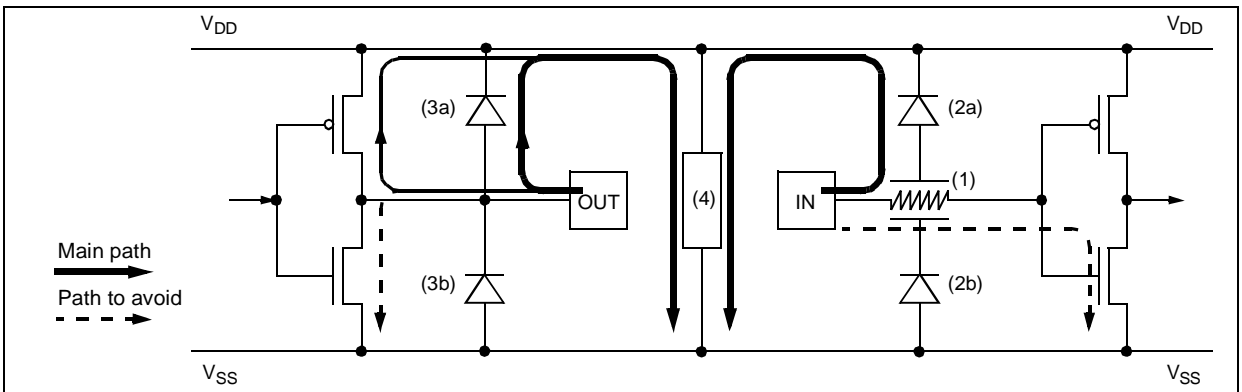 VDD
VDD
(3a)
(2a)
(1)
OUT
(4)
IN
Main path
Path to avoid
(3b)
(2b)
VSS
VSS